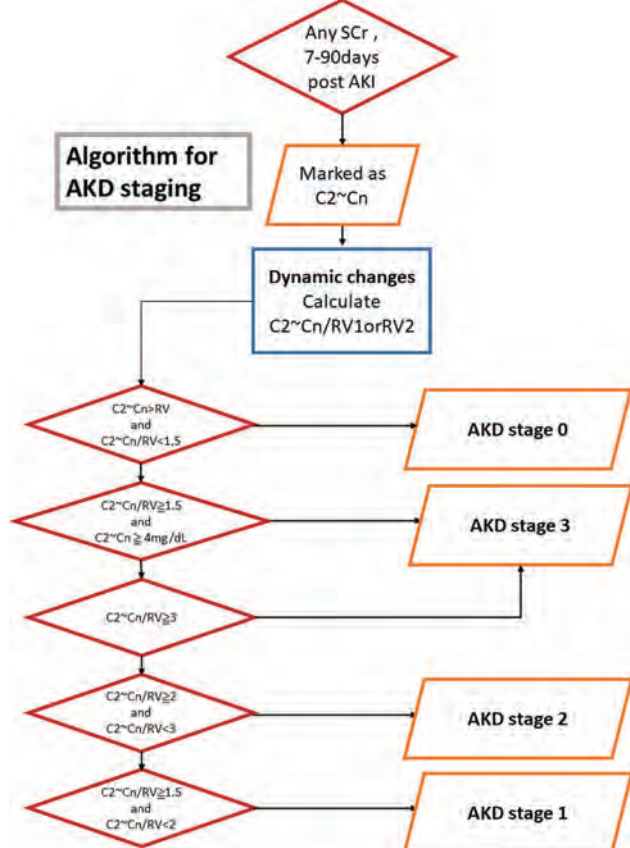 Any SCr ,
7-90days
post AKI
Algorithm for
AKD staging
Marked as
C2~Cn
Dynamic changes
Calculate
C2~Cn/RV1orRV2
C2~Cn>RV
and
C2~Cn/RV<1.5
AKD stage 0
C2~Cn/RV≧1.5
and
C2~Cn ≧ 4mg/dL
AKD stage 3
C2~Cn/RV≧3
C2~Cn/RV≧2
and
C2~Cn/RV<3
AKD stage 2
C2~Cn/RV≧1.5
and
C2~Cn/RV<2
AKD stage 1